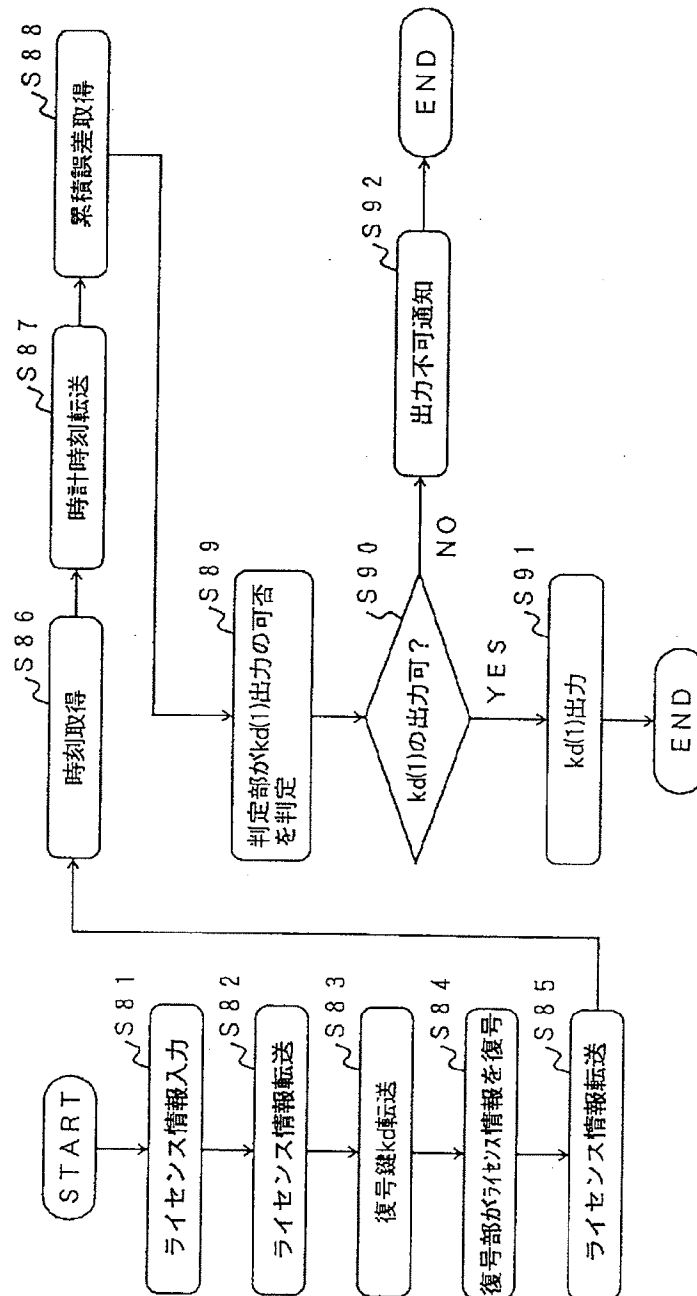 START
S81
ライセンス情報入力
S82
ライセンス情報転送
S83
復号鍵kd転送
S84
復号部がライセンス情報を復号
S85
ライセンス情報転送
S86
時刻取得
S87
時計時刻転送
S88
累積誤差取得
S89
判定部がkd(1)出力の可否
を判定
S90
kd(1)の出力可？
NO
YES
S91
kd(1)出力
END
S92
出力不可通知
END